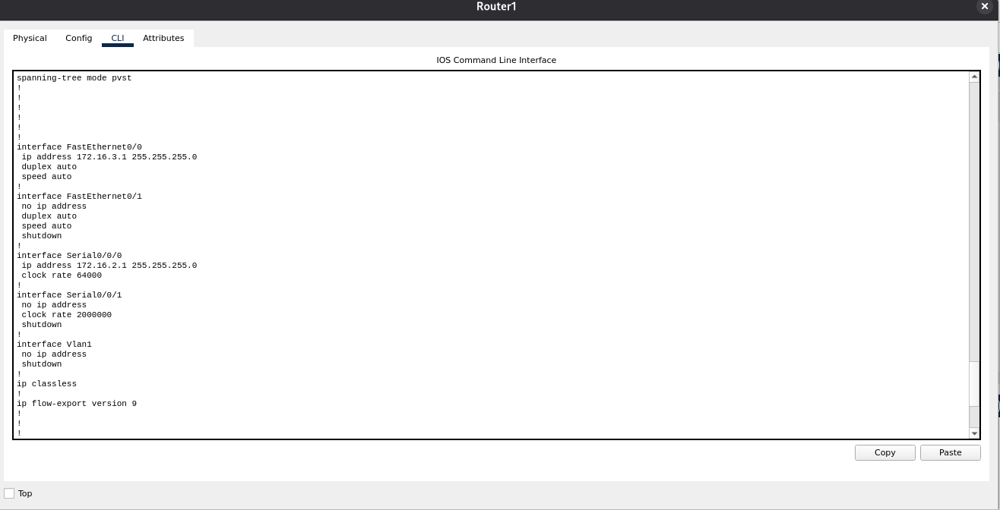 Router1
Physical Config CLI Attributes
IOS Command Line Interface
spanning-tree mode pvst
!
!
!
!
!
!
interface FastEthernet0/0
 ip address 172.16.3.1 255.255.255.0
 duplex auto
 speed auto
!
interface FastEthernet0/1
 no ip address
 duplex auto
 speed auto
 shutdown
!
interface Serial0/0/0
 ip address 172.16.2.1 255.255.255.0
 clock rate 64000
!
interface Serial0/0/1
 no ip address
 clock rate 2000000
 shutdown
!
interface Vlan1
 no ip address
 shutdown
!
ip classless
!
ip flow-export version 9
!
!
!
Copy Paste
Top